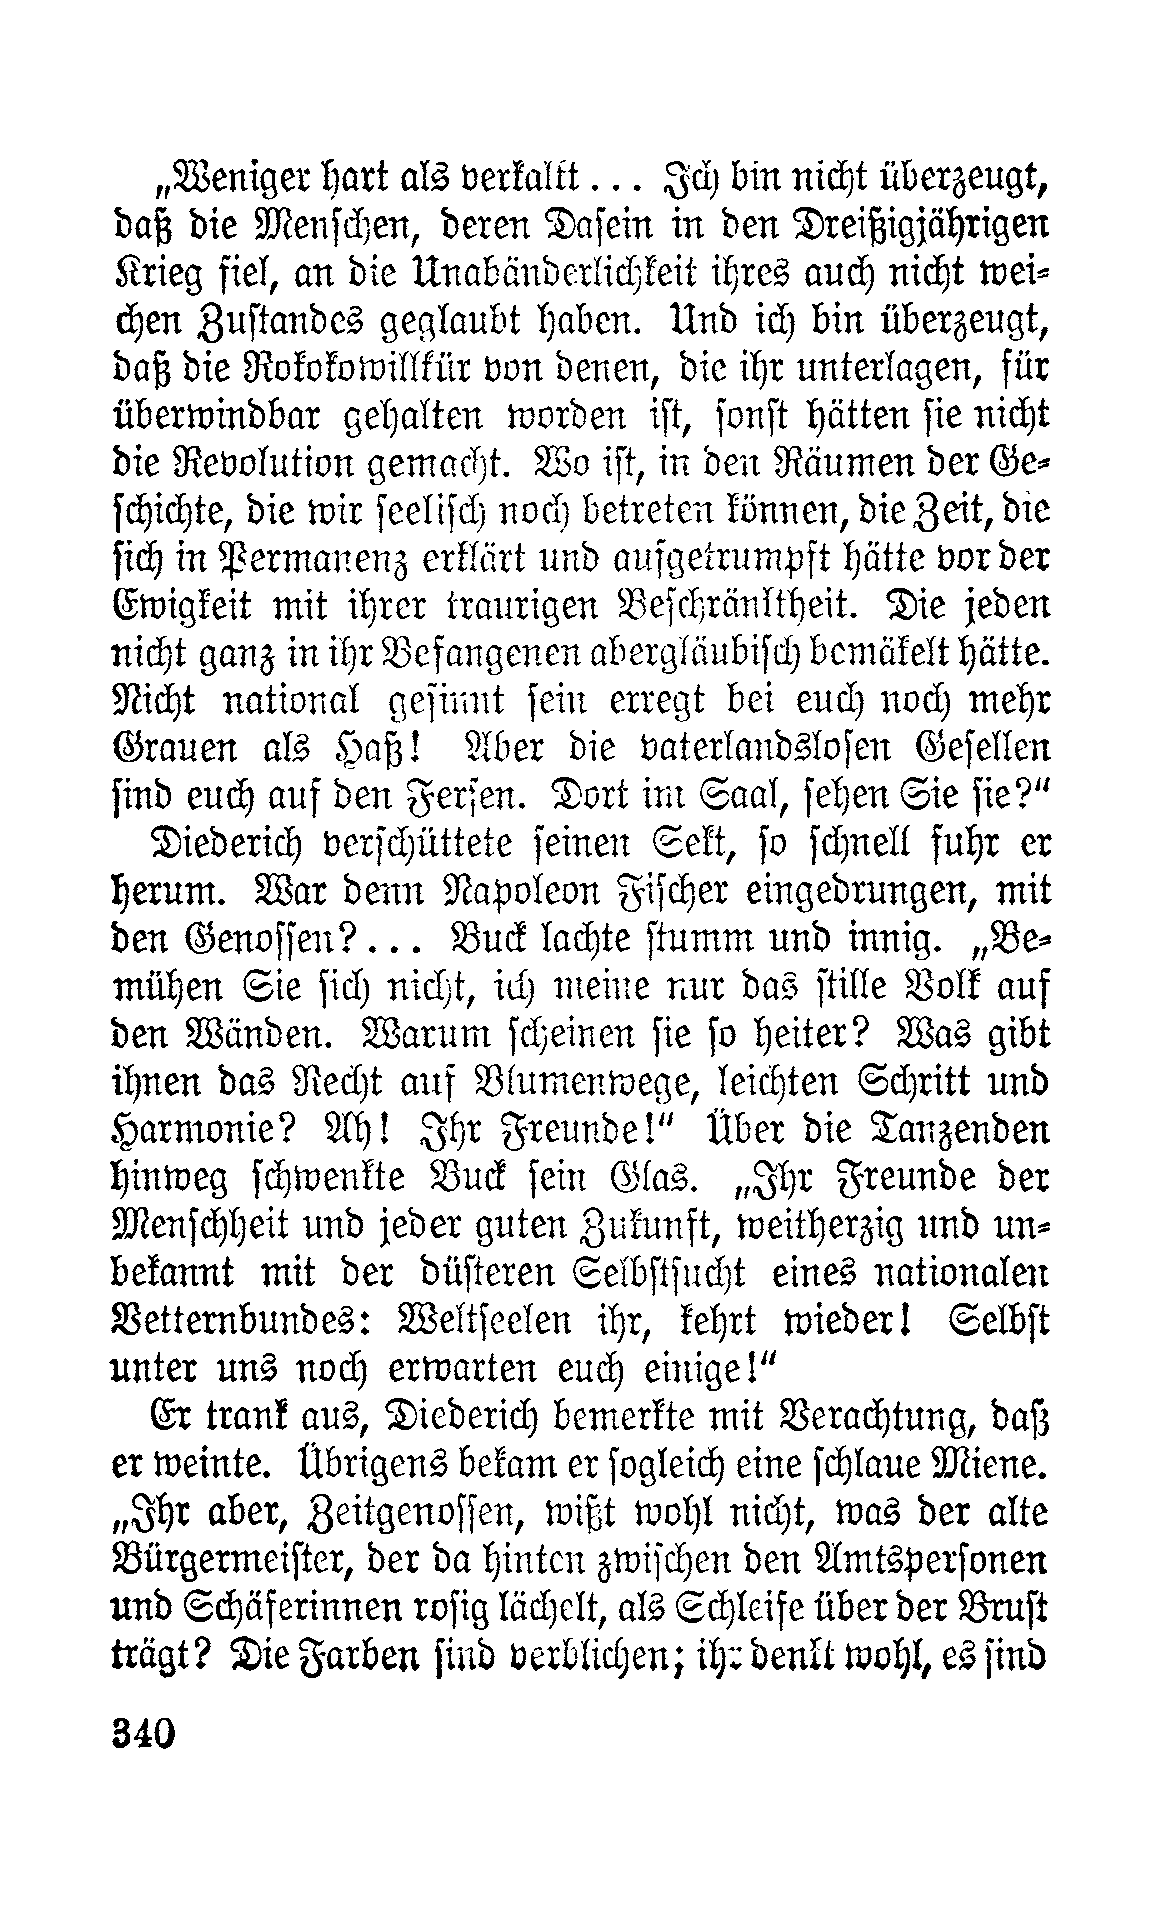 „Weniger hart als verkalkt... Ich bin nicht überzeugt,
daß die Menschen, deren Dasein in den Dreißigjährigen
Krieg fiel, an die Unabänderlichkeit ihres auch nicht wei-
chen Zustandes geglaubt haben. Und ich bin überzeugt,
daß die Rokokowillkür von denen, die ihr unterlagen, für
überwindbar gehalten worden ist, sonst hätten sie nicht
die Revolution gemacht. Wo ist, in den Räumen der Ge-
schichte, die wir seelisch noch betreten können, die Zeit, die
sich in Permanenz erklärt und aufgetrumpft hätte vor der
Ewigkeit mit ihrer traurigen Beschränktheit. Die jeden
nicht ganz in ihr Befangenen abergläubisch bemäkelt hätte.
Nicht national gesinnt sein erregt bei euch noch mehr
Grauen als Haß! Aber die vaterlandslosen Gesellen
sind euch auf den Fersen. Dort im Saal, sehen Sie sie?“
Diederich verschüttete seinen Sekt, so schnell fuhr er
herum. War denn Napoleon Fischer eingedrungen, mit
den Genossen?... Buck lachte stumm und innig. „Be-
mühen Sie sich nicht, ich meine nur das stille Volk auf
den Wänden. Warum scheinen sie so heiter? Was gibt
ihnen das Recht auf Blumenwege, leichten Schritt und
Harmonie? Ah! Ihr Freunde!“ Über die Tanzenden
hinweg schwenkte Buck sein Glas. „Ihr Freunde der
Menschheit und jeder guten Zukunft, weitherzig und un-
bekannt mit der düsteren Selbstsucht eines nationalen
Vetternbundes: Weltseelen ihr, kehrt wieder! Selbst
unter uns noch erwarten euch einige!“
Er trank aus, Diederich bemerkte mit Verachtung, daß
er weinte. Übrigens bekam er sogleich eine schlaue Miene.
„Ihr aber, Zeitgenossen, wißt wohl nicht, was der alte
Bürgermeister, der da hinten zwischen den Amtspersonen
und Schäferinnen rosig lächelt, als Schleife über der Brust
trägt? Die Farben sind verblichen; ihr denkt wohl, es sind
340